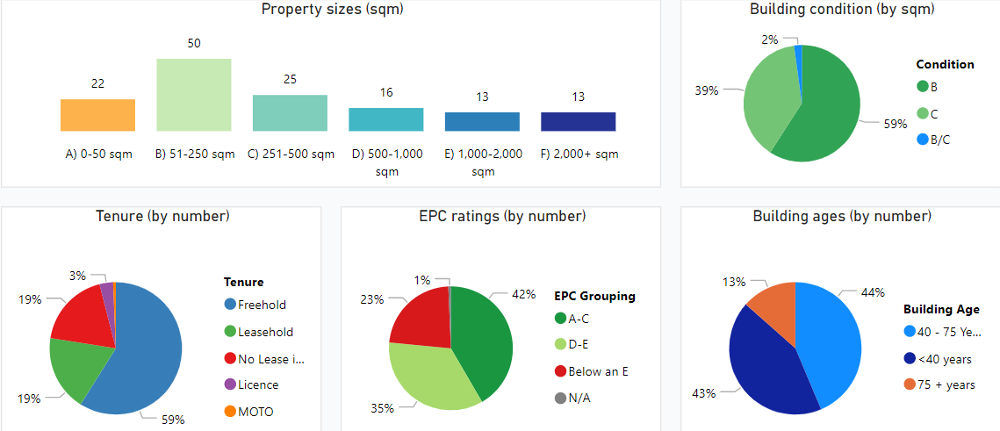 Property sizes (sqm)
22
50
25
16
13
13
A) 0-50 sqm
B) 51-250 sqm
C) 251-500 sqm
D) 500-1,000
sqm
E) 1,000-2,000
sqm
F) 2,000+ sqm
Building condition (by sqm)
2%
39%
59%
Condition
B
C
B/C
Tenure (by number)
3%
19%
19%
59%
Tenure
Freehold
Leasehold
No Lease i...
Licence
MOTO
EPC ratings (by number)
1%
23%
42%
35%
EPC Grouping
A-C
D-E
Below an E
N/A
Building ages (by number)
13%
44%
43%
Building Age
40 - 75 Ye...
<40 years
75 + years